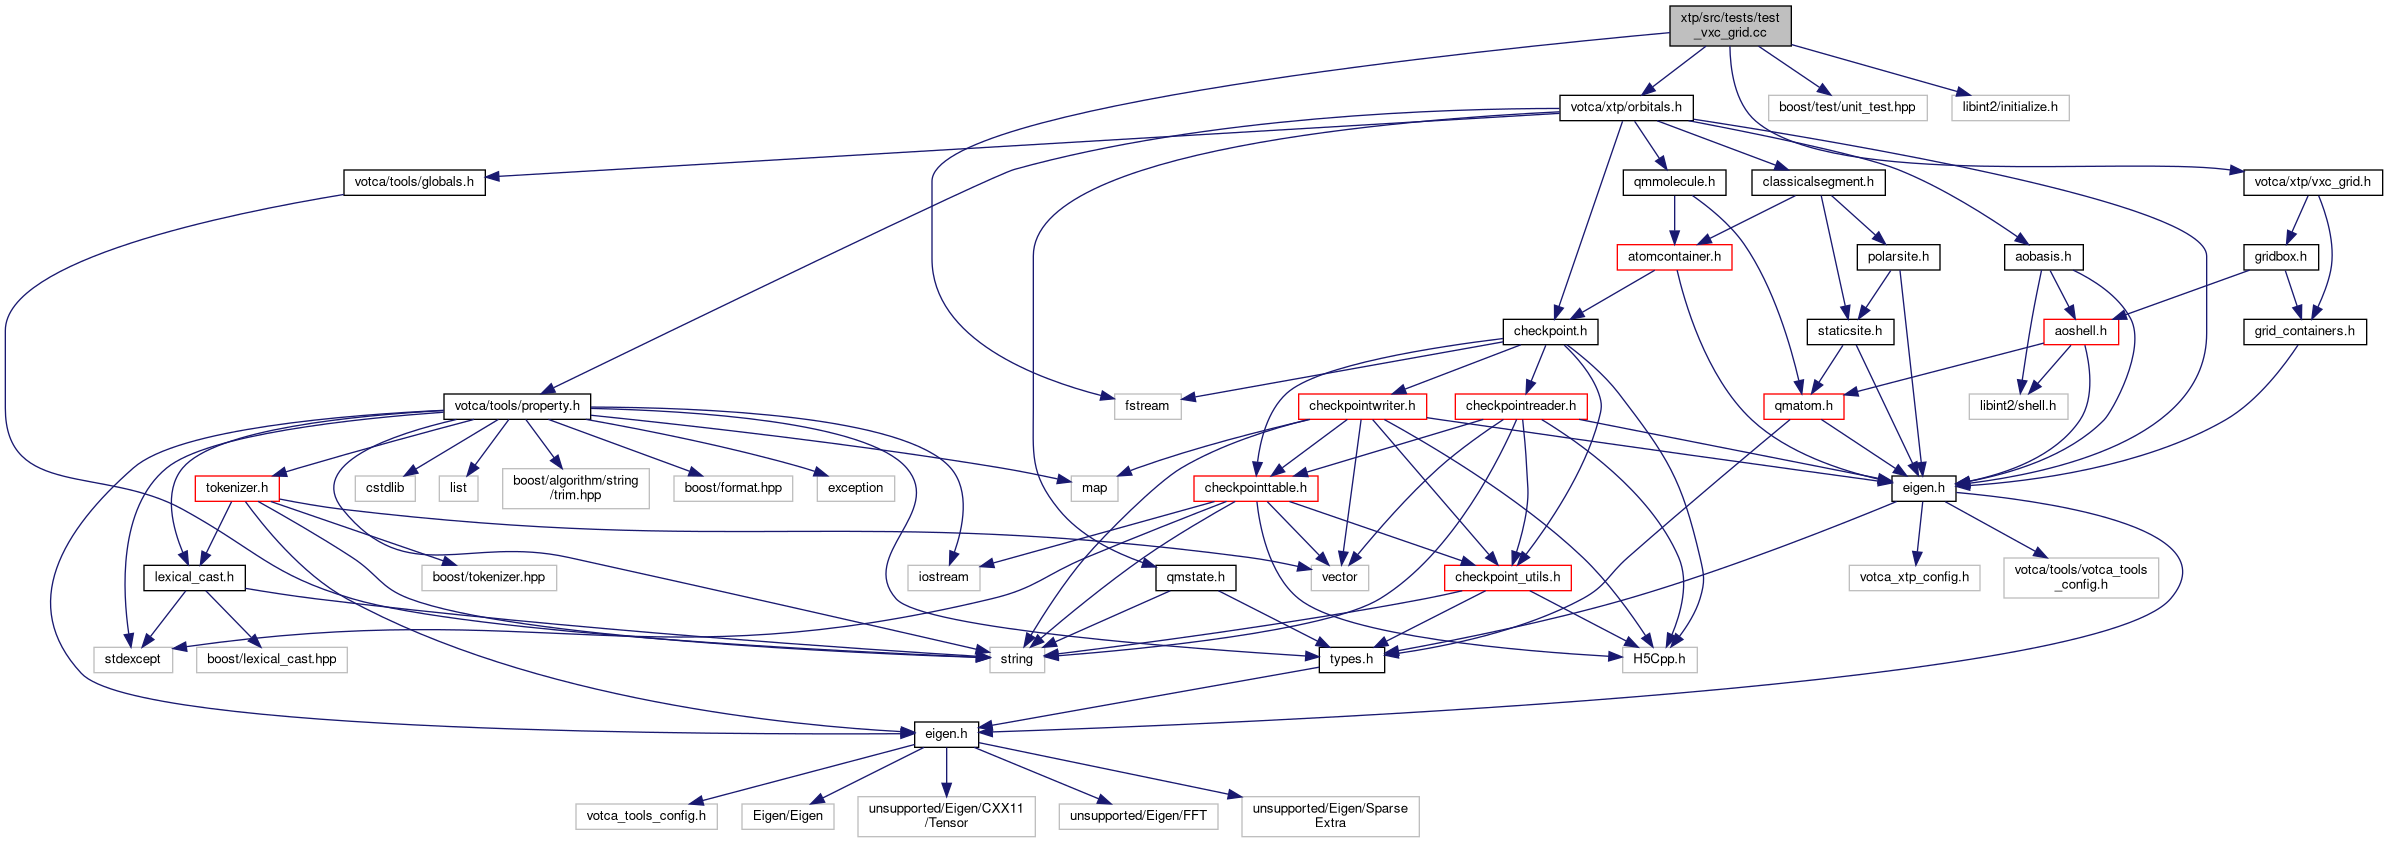 xtp/src/tests/test
_vxc_grid.cc
votca/xtp/orbitals.h
boost/test/unit_test.hpp
libint2/initialize.h
votca/tools/globals.h
qmmolecule.h
classicalsegment.h
votca/xtp/vxc_grid.h
atomcontainer.h
polarsite.h
aobasis.h
gridbox.h
checkpoint.h
staticsite.h
aoshell.h
grid_containers.h
votca/tools/property.h
fstream
checkpointwriter.h
checkpointreader.h
qmatom.h
libint2/shell.h
tokenizer.h
cstdlib
list
boost/algorithm/string
/trim.hpp
boost/format.hpp
exception
map
checkpointtable.h
eigen.h
lexical_cast.h
boost/tokenizer.hpp
iostream
qmstate.h
vector
checkpoint_utils.h
votca_xtp_config.h
votca/tools/votca_tools
_config.h
stdexcept
boost/lexical_cast.hpp
string
types.h
H5Cpp.h
eigen.h
votca_tools_config.h
Eigen/Eigen
unsupported/Eigen/CXX11
/Tensor
unsupported/Eigen/FFT
unsupported/Eigen/Sparse
Extra